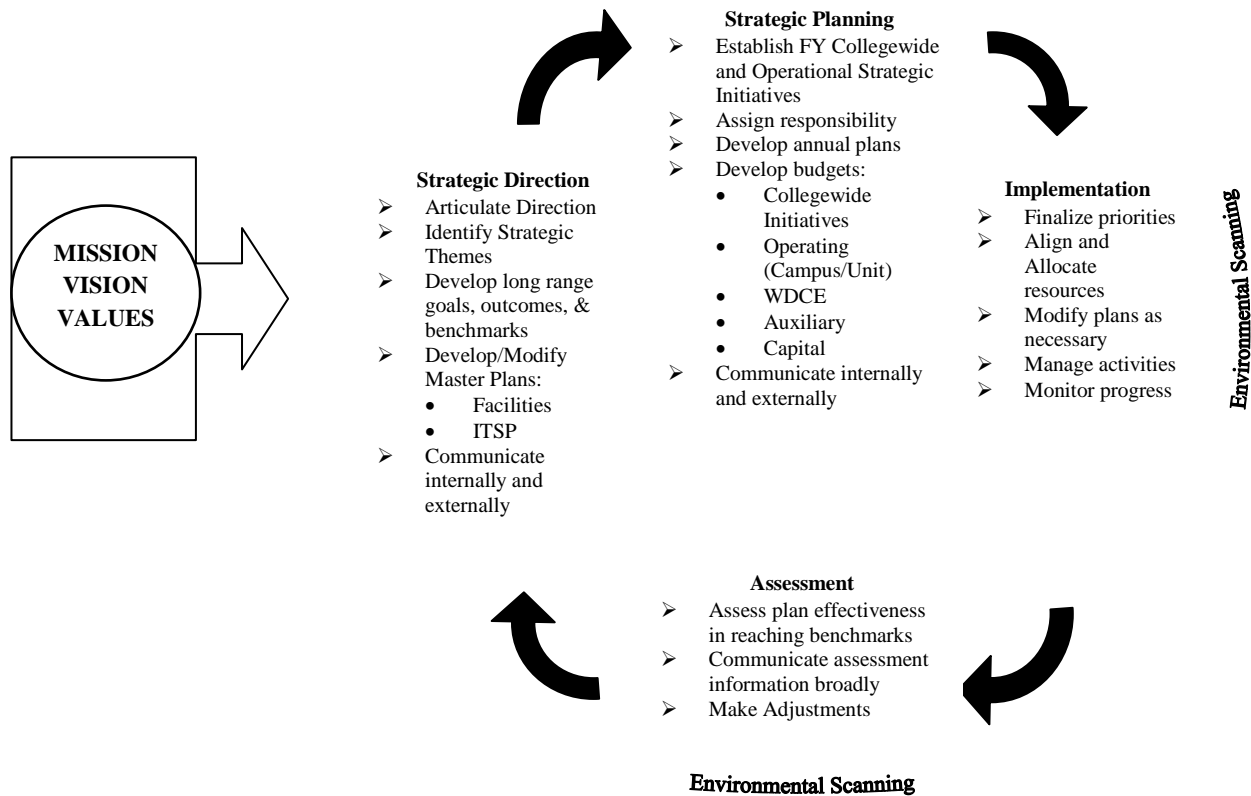 MISSION
VISION
VALUES
Strategic Direction
➢ Articulate Direction
➢ Identify Strategic
Themes
➢ Develop long range
goals, outcomes, &
benchmarks
➢ Develop/Modify
Master Plans:
• Facilities
• ITSP
➢ Communicate
internally and
externally
Strategic Planning
➢ Establish FY Collegewide
and Operational Strategic
Initiatives
➢ Assign responsibility
➢ Develop annual plans
➢ Develop budgets:
• Collegewide
Initiatives
• Operating
(Campus/Unit)
• WDCE
• Auxiliary
• Capital
➢ Communicate internally
and externally
Implementation
➢ Finalize priorities
➢ Align and
Allocate
resources
➢ Modify plans as
necessary
➢ Manage activities
➢ Monitor progress
Environmental Scanning
Assessment
➢ Assess plan effectiveness
in reaching benchmarks
➢ Communicate assessment
information broadly
➢ Make Adjustments
Environmental Scanning